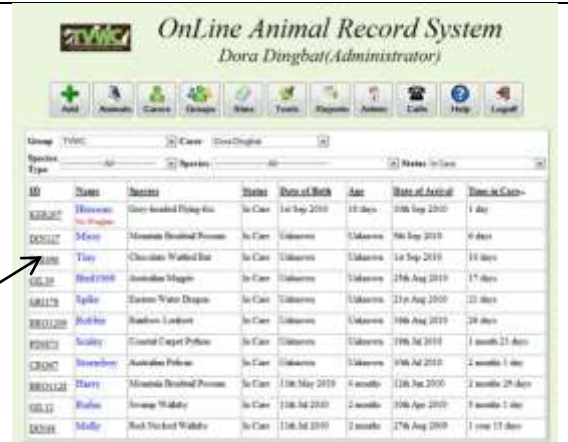 TVWC
OnLine Animal Record System
Dora Dingbat(Administrator)
Add Animals Carers Groups Sites Tools Reports Admin Calls Help Logoff
Group TVWC Carer Dora Dingbat
Species Type All Species All Status In Care
ID Name Species Status Date of Birth Age Date of Arrival Time in Care
Grey-headed Flying-fox In Care 1st Sep 2010 10 days 10th Sep 2010 1 day
Missy Mountain Brushtail Possum In Care Unknown Unknown 5th Sep 2010 6 days
Tiny Chocolate Wattled Bat In Care Unknown Unknown 1st Sep 2010 10 days
Bird1969 Australian Magpie In Care Unknown Unknown 25th Aug 2010 17 days
Spike Eastern Water Dragon In Care Unknown Unknown 21st Aug 2010 21 days
Robbie Rainbow Lorikeet In Care Unknown Unknown Aug 2010 days
Scaley Coastal Carpet Python In Care Unknown Unknown 19th Jul 2010 1 month 23 days
Stormboy Australian Pelican In Care Unknown Unknown 10th Jul 2010 2 months 1 day
Harry Mountain Brushtail Possum In Care 11th May 2010 4 months 12th Jun 2010 2 months 29 days
Rufus Swamp Wallaby In Care 11th Jul 2010 2 months 10th Apr 2010 5 months 1 day
Molly Red-Necked Wallaby In Care 11th Jul 2010 2 months 27th Aug 2009 1 year 15 days